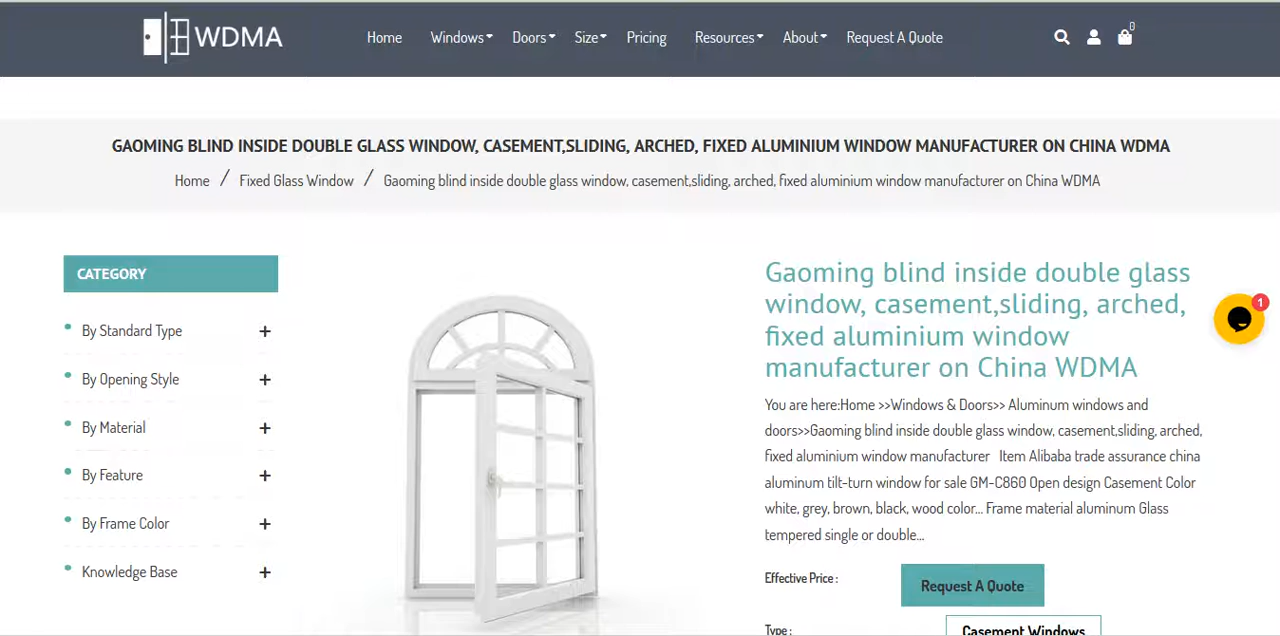 WDMA
Home Windows Doors Size Pricing Resources About Request A Quote
0
GAOMING BLIND INSIDE DOUBLE GLASS WINDOW, CASEMENT,SLIDING, ARCHED, FIXED ALUMINIUM WINDOW MANUFACTURER ON CHINA WDMA
Home / Fixed Glass Window / Gaoming blind inside double glass window, casement,sliding, arched, fixed aluminium window manufacturer on China WDMA
CATEGORY
By Standard Type +
By Opening Style +
By Material +
By Feature +
By Frame Color +
Knowledge Base +
Gaoming blind inside double glass
window, casement,sliding, arched,
fixed aluminium window
manufacturer on China WDMA
You are here:Home >>Windows & Doors>> Aluminum windows and
doors>>Gaoming blind inside double glass window, casement,sliding, arched,
fixed aluminium window manufacturer Item Alibaba trade assurance china
aluminum tilt-turn window for sale GM-C860 Open design Casement Color
white, grey, brown, black, wood color... Frame material aluminum Glass
tempered single or double...
Effective Price :
Request A Quote
Type :
Casement Windows
1